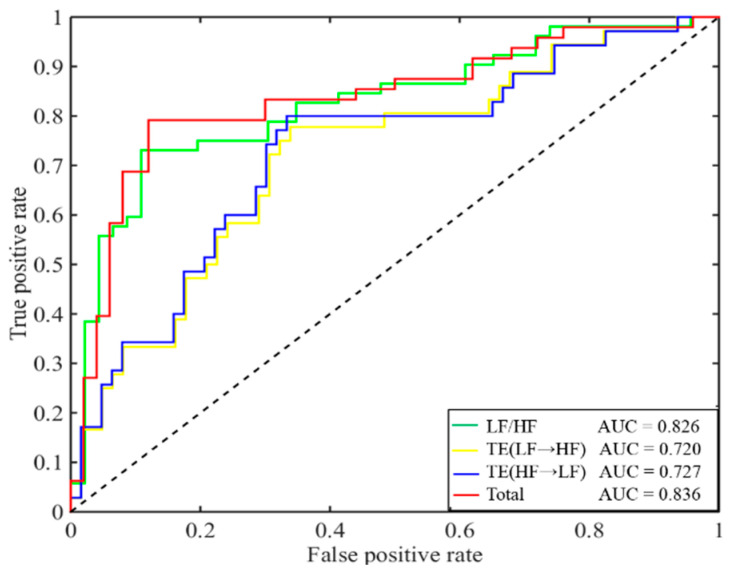 1
0.9
0.8
0.7
0.6
0.5
0.4
0.3
0.2
0.1
0
True positive rate
LF/HF AUC = 0.826
TE(LF→HF) AUC = 0.720
TE(HF→LF) AUC = 0.727
Total AUC = 0.836
0 0.2 0.4 0.6 0.8 1
False positive rate